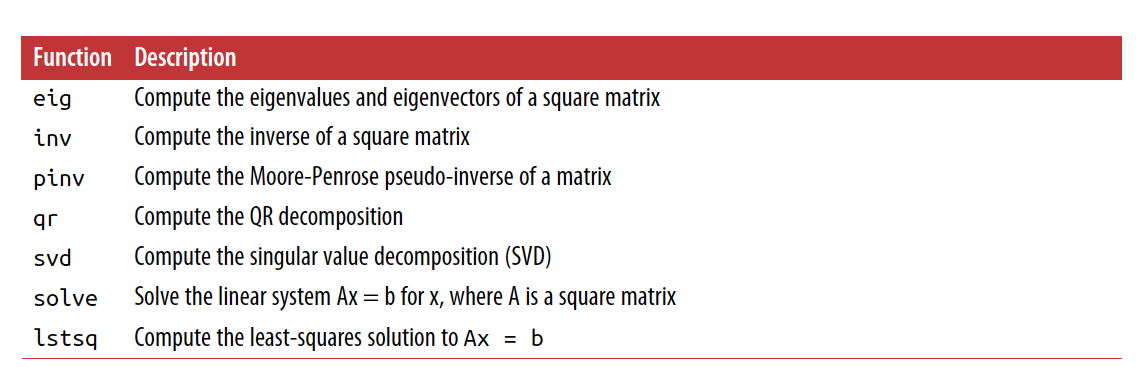 Function Description
eig Compute the eigenvalues and eigenvectors of a square matrix
inv Compute the inverse of a square matrix
pinv Compute the Moore-Penrose pseudo-inverse of a matrix
qr Compute the QR decomposition
svd Compute the singular value decomposition (SVD)
solve Solve the linear system Ax = b for x, where A is a square matrix
lstsq Compute the least-squares solution to Ax = b